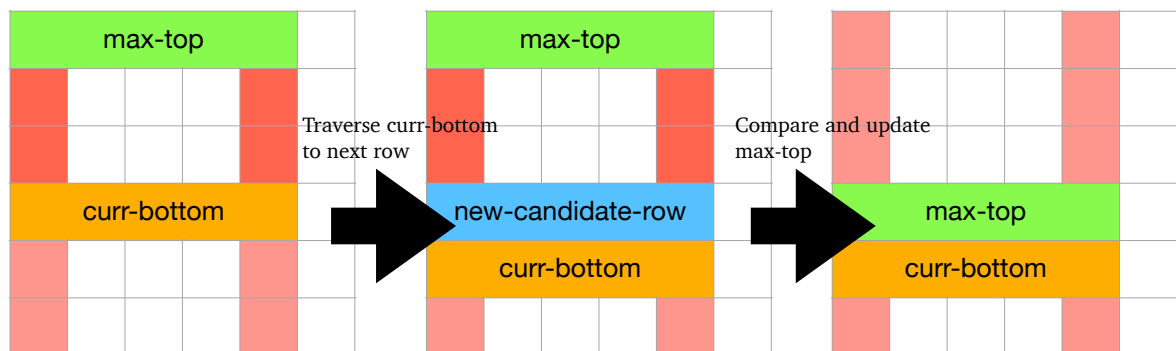 max-top
curr-bottom
Traverse curr-bottom
to next row
max-top
new-candidate-row
curr-bottom
Compare and update
max-top
max-top
curr-bottom